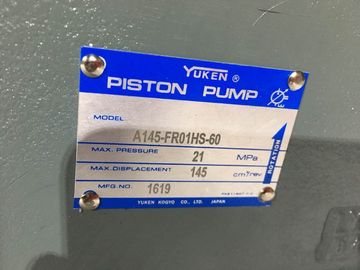 YUKEN ®
PISTON PUMP
MODEL
A145-FR01HS-60
MAX. PRESSURE 21 MPa
MAX. DISPLACEMENT 145 cm³/rev
MFG.NO. 1619
ROTATION
YUKEN KOGYO CO., LTD. JAPAN